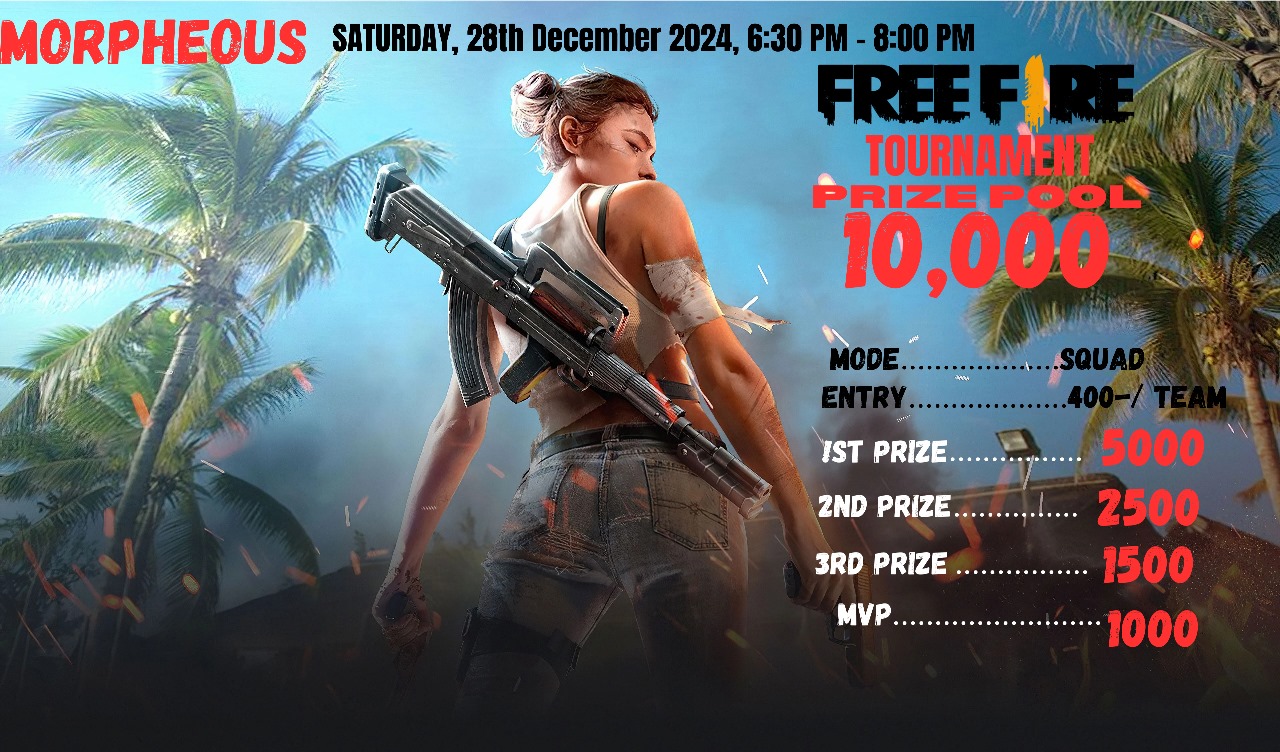 MORPHEOUS
SATURDAY, 28th December 2024, 6:30 PM - 8:00 PM
FREE FIRE
TOURNAMENT
PRIZE POOL
10,000
MODE..................SQUAD
ENTRY..................400-/ TEAM
1ST PRIZE............... 5000
2ND PRIZE.............. 2500
3RD PRIZE ................ 1500
MVP......................... 1000